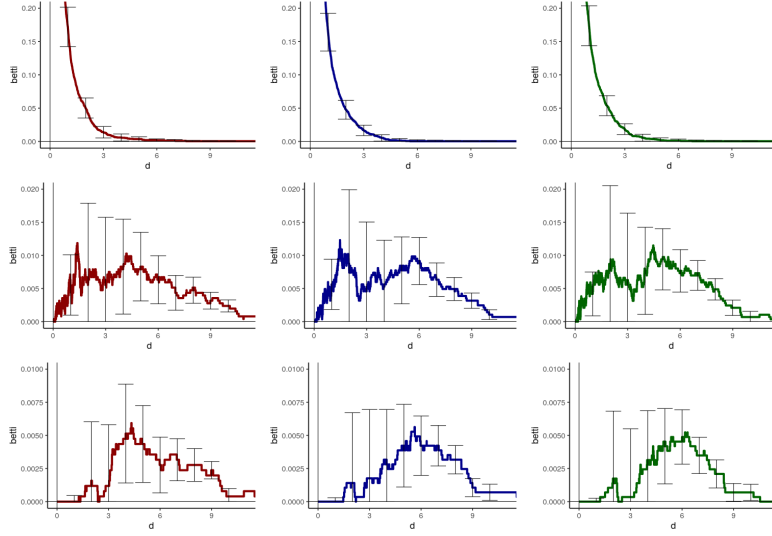 0.20 0.20 0.20
0.15 0.15 0.15
betti betti betti
0.10 0.10 0.10
0.05 0.05 0.05
0.00 0.00 0.00
0 3 6 9 0 3 6 9 0 3 6 9
d d d
0.020 0.020 0.020
0.015 0.015 0.015
betti betti betti
0.010 0.010 0.010
0.005 0.005 0.005
0.000 0.000 0.000
0 3 6 9 0 3 6 9 0 3 6 9
d d d
0.0100 0.0100 0.0100
0.0075 0.0075 0.0075
betti betti betti
0.0050 0.0050 0.0050
0.0025 0.0025 0.0025
0.0000 0.0000 0.0000
0 3 6 9 0 3 6 9 0 3 6 9
d d d